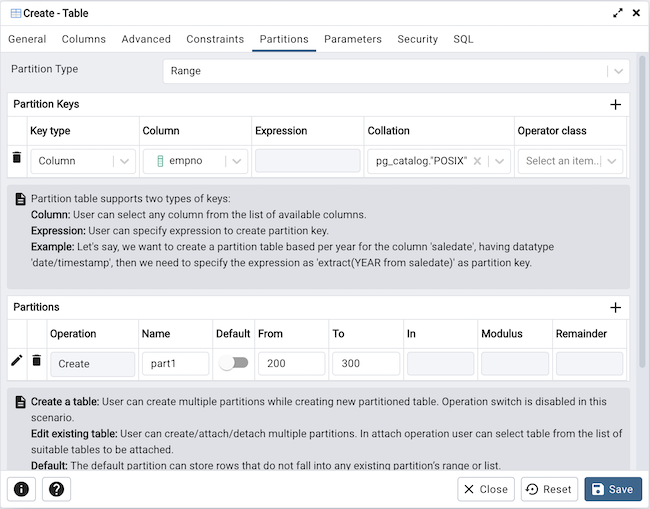 Create - Table
General Columns Advanced Constraints Partitions Parameters Security SQL
Partition Type Range
Partition Keys
Key type Column Expression Collation Operator class
Column empno pg_catalog."POSIX" Select an item...
Partition table supports two types of keys:
Column: User can select any column from the list of available columns.
Expression: User can specify expression to create partition key.
Example: Let's say, we want to create a partition table based per year for the column 'saledate', having datatype
'date/timestamp', then we need to specify the expression as 'extract(YEAR from saledate)' as partition key.
Partitions
Operation Name Default From To In Modulus Remainder
Create part1 200 300
Create a table: User can create multiple partitions while creating new partitioned table. Operation switch is disabled in this
scenario.
Edit existing table: User can create/attach/detach multiple partitions. In attach operation user can select table from the list of
suitable tables to be attached.
Default: The default partition can store rows that do not fall into any existing partition's range or list.
Close Reset Save